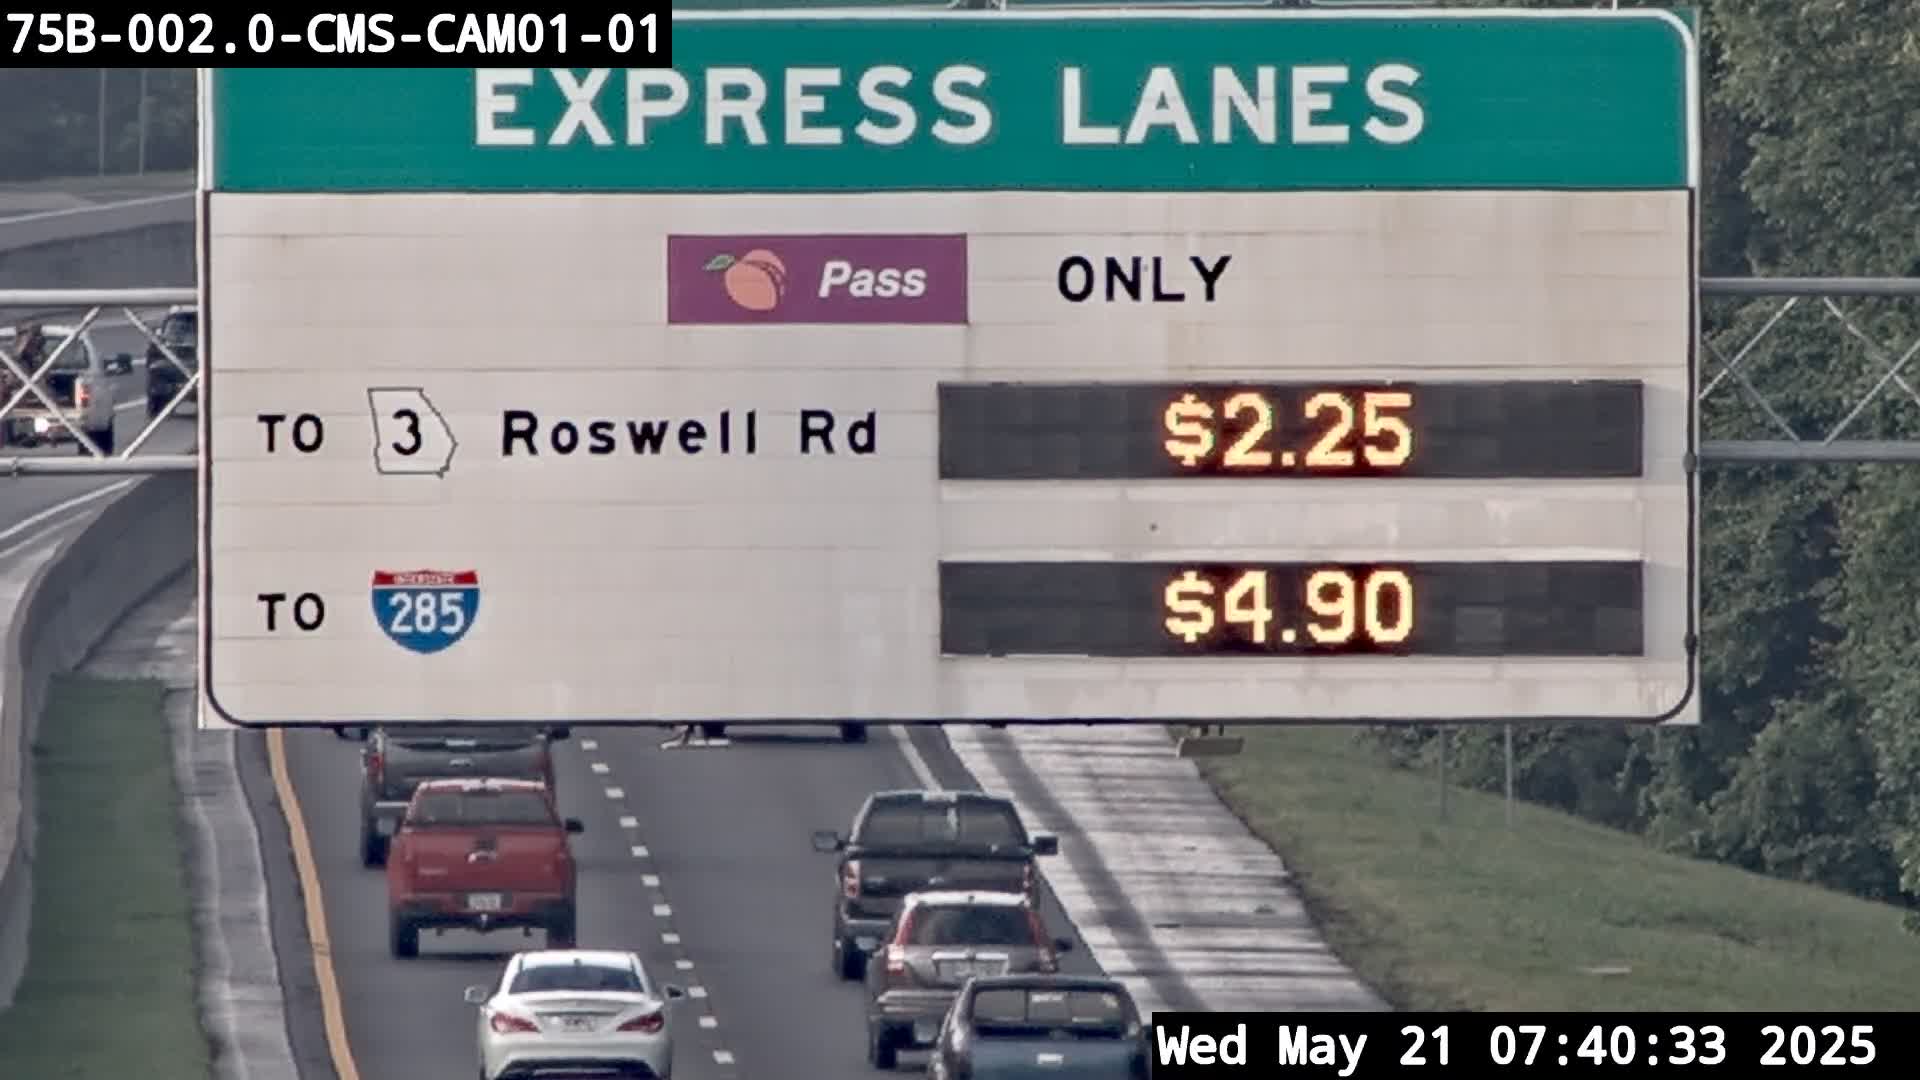 75B-002.0-CMS-CAM01-01
EXPRESS LANES
Pass ONLY
TO 3 Roswell Rd $2.25
TO 285 $4.90
Wed May 21 07:40:33 2025